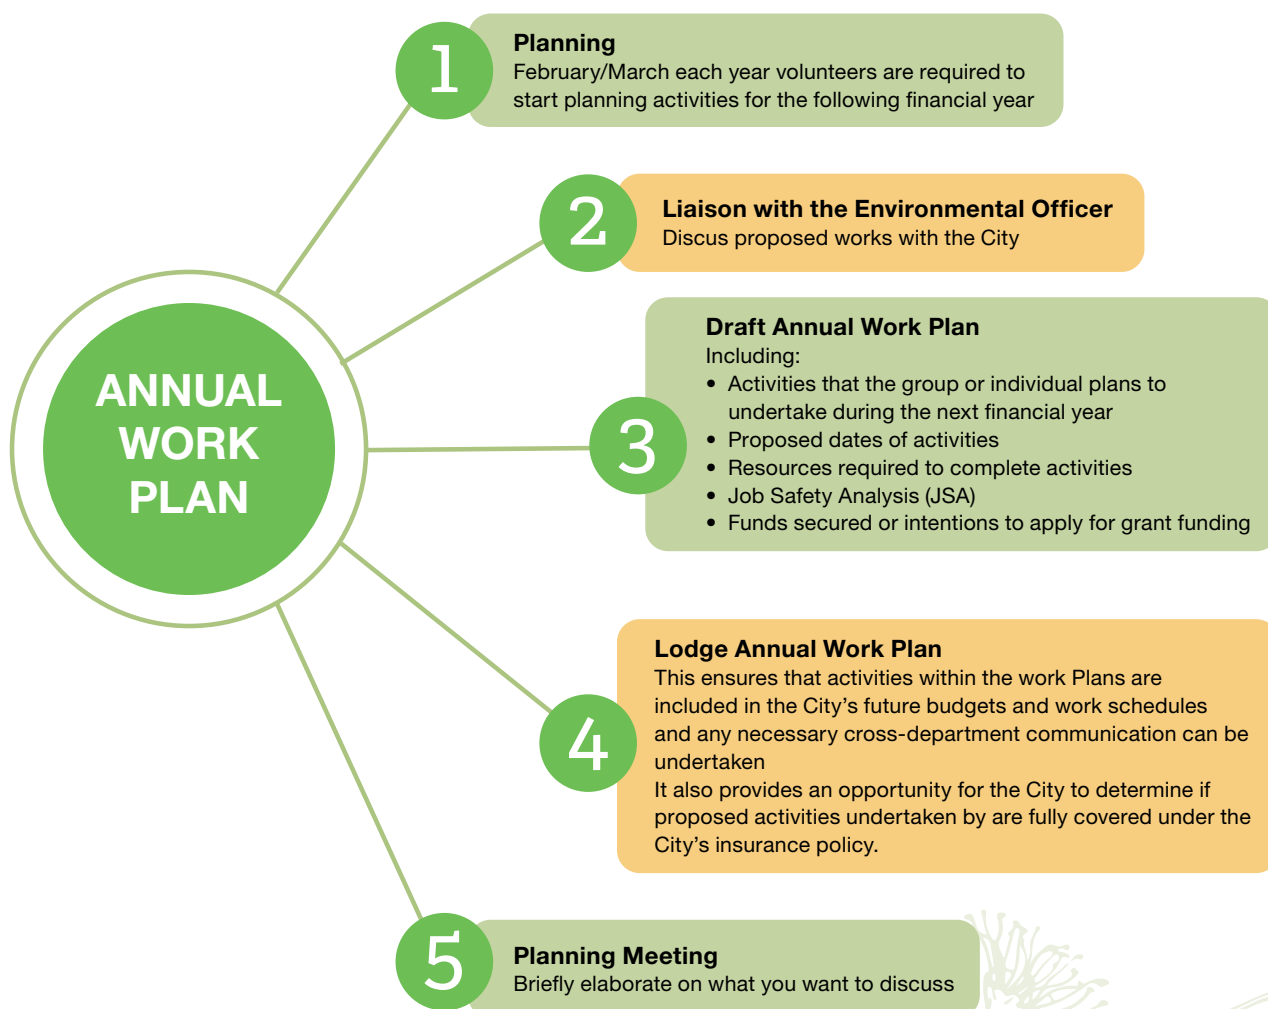 ANNUAL
WORK
PLAN
1
Planning
February/March each year volunteers are required to
start planning activities for the following financial year
2
Liaison with the Environmental Officer
Discus proposed works with the City
3
Draft Annual Work Plan
Including:
• Activities that the group or individual plans to
undertake during the next financial year
• Proposed dates of activities
• Resources required to complete activities
• Job Safety Analysis (JSA)
• Funds secured or intentions to apply for grant funding
4
Lodge Annual Work Plan
This ensures that activities within the work Plans are
included in the City’s future budgets and work schedules
and any necessary cross-department communication can be
undertaken
It also provides an opportunity for the City to determine if
proposed activities undertaken by are fully covered under the
City’s insurance policy.
5
Planning Meeting
Briefly elaborate on what you want to discuss